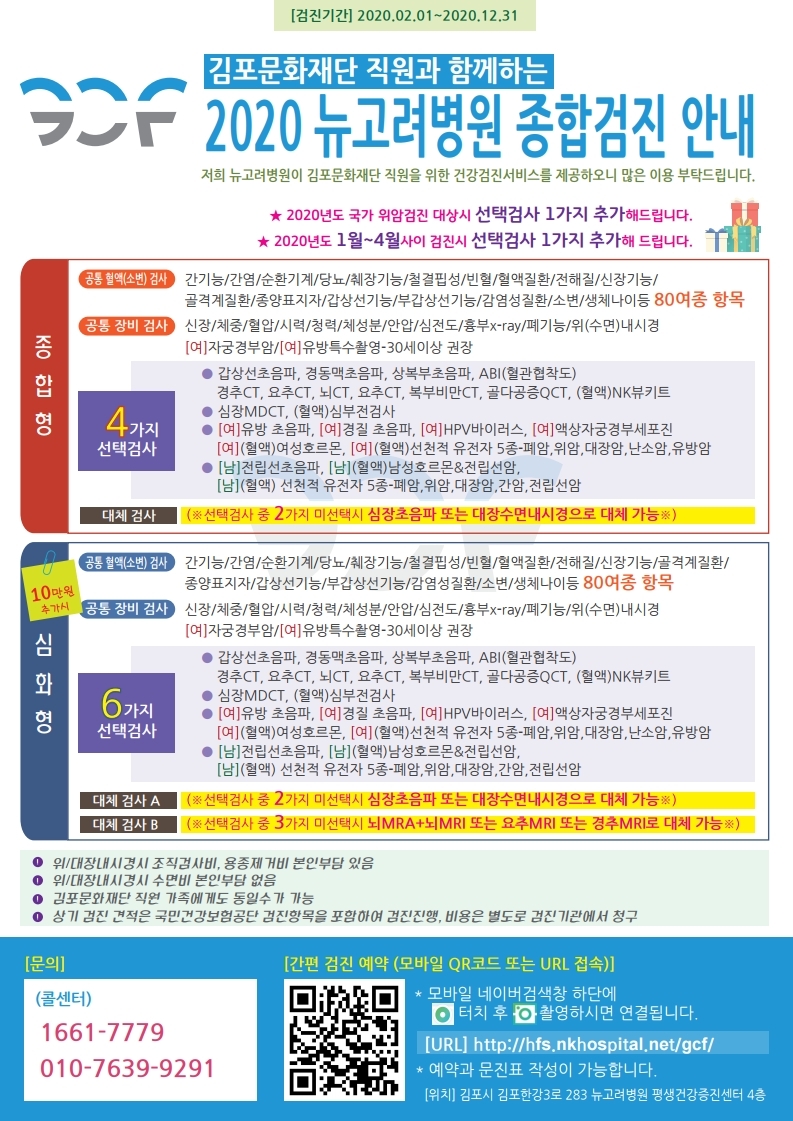 [검진기간] 2020.02.01~2020.12.31
김포문화재단 직원과 함께하는
2020 뉴고려병원 종합검진 안내
저희 뉴고려병원이 김포문화재단 직원을 위한 건강검진서비스를 제공하오니 많은 이용 부탁드립니다.
★ 2020년도 국가 위암검진 대상시 선택검사 1가지 추가해드립니다.
★ 2020년도 1월~4월사이 검진시 선택검사 1가지 추가해 드립니다.
종합형
공통 혈액(소변) 검사
간기능/간염/순환기계/당뇨/췌장기능/철결핍성/빈혈/혈액질환/전해질/신장기능/
골격계질환/종양표지자/갑상선기능/부갑상선기능/감염성질환/소변/생체나이등 80여종 항목
공통 장비 검사
신장/체중/혈압/시력/청력/체성분/안압/심전도/흉부x-ray/폐기능/위(수면)내시경
[여]자궁경부암/[여]유방특수촬영-30세이상 권장
4가지
선택검사
● 갑상선초음파, 경동맥초음파, 상복부초음파, ABI(혈관협착도)
경추CT, 요추CT, 뇌CT, 요추CT, 복부비만CT, 골다공증QCT, (혈액)NK뷰키트
● 심장MDCT, (혈액)심부전검사
● [여]유방 초음파, [여]경질 초음파, [여]HPV바이러스, [여]액상자궁경부세포진
[여](혈액)여성호르몬, [여](혈액)선천적 유전자 5종-폐암,위암,대장암,난소암,유방암
● [남]전립선초음파, [남](혈액)남성호르몬&전립선암,
[남](혈액) 선천적 유전자 5종-폐암,위암,대장암,간암,전립선암
대체 검사
(※선택검사 중 2가지 미선택시 심장초음파 또는 대장수면내시경으로 대체 가능※)
10만원
추가시
심화형
공통 혈액(소변) 검사
간기능/간염/순환기계/당뇨/췌장기능/철결핍성/빈혈/혈액질환/전해질/신장기능/골격계질환/
종양표지자/갑상선기능/부갑상선기능/감염성질환/소변/생체나이등 80여종 항목
공통 장비 검사
신장/체중/혈압/시력/청력/체성분/안압/심전도/흉부x-ray/폐기능/위(수면)내시경
[여]자궁경부암/[여]유방특수촬영-30세이상 권장
6가지
선택검사
● 갑상선초음파, 경동맥초음파, 상복부초음파, ABI(혈관협착도)
경추CT, 요추CT, 뇌CT, 요추CT, 복부비만CT, 골다공증QCT, (혈액)NK뷰키트
● 심장MDCT, (혈액)심부전검사
● [여]유방 초음파, [여]경질 초음파, [여]HPV바이러스, [여]액상자궁경부세포진
[여](혈액)여성호르몬, [여](혈액)선천적 유전자 5종-폐암,위암,대장암,난소암,유방암
● [남]전립선초음파, [남](혈액)남성호르몬&전립선암,
[남](혈액) 선천적 유전자 5종-폐암,위암,대장암,간암,전립선암
대체 검사 A
(※선택검사 중 2가지 미선택시 심장초음파 또는 대장수면내시경으로 대체 가능※)
대체 검사 B
(※선택검사 중 3가지 미선택시 뇌MRA+뇌MRI 또는 요추MRI 또는 경추MRI로 대체 가능※)
위/대장내시경시 조직검사비, 용종제거비 본인부담 있음
위/대장내시경시 수면비 본인부담 없음
김포문화재단 직원 가족에게도 동일수가 가능
상기 검진 견적은 국민건강보험공단 검진항목을 포함하여 검진진행, 비용은 별도로 검진기관에서 청구
[문의]
(콜센터)
1661-7779
010-7639-9291
[간편 검진 예약 (모바일 QR코드 또는 URL 접속)]
* 모바일 네이버검색창 하단에
터치 후 촬영하시면 연결됩니다.
[URL] http://hfs.nkhospital.net/gcf/
* 예약과 문진표 작성이 가능합니다.
[위치] 김포시 김포한강3로 283 뉴고려병원 평생건강증진센터 4층